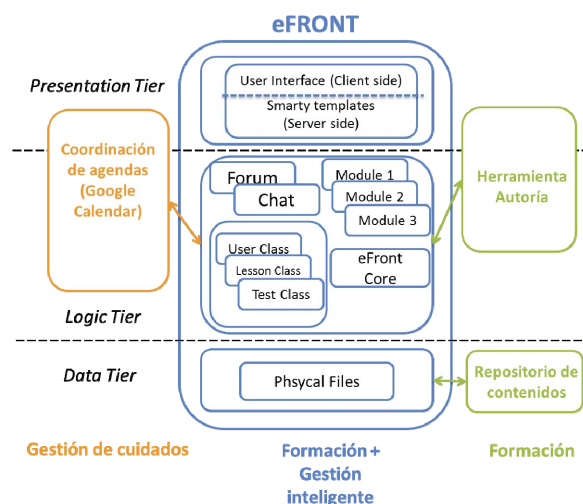 eFRONT
Presentation Tier
User Interface (Client side)
Smarty templates
(Server side)
Coordinación
de agendas
(Google
Calendar)
Forum
Chat
Module 1
Module 2
Module 3
Herramienta
Autoría
User Class
Lesson Class
Test Class
eFront
Core
Logic Tier
Data Tier
Phsycal Files
Repositorio de
contenidos
Gestión de cuidados
Formación +
Gestión
inteligente
Formación